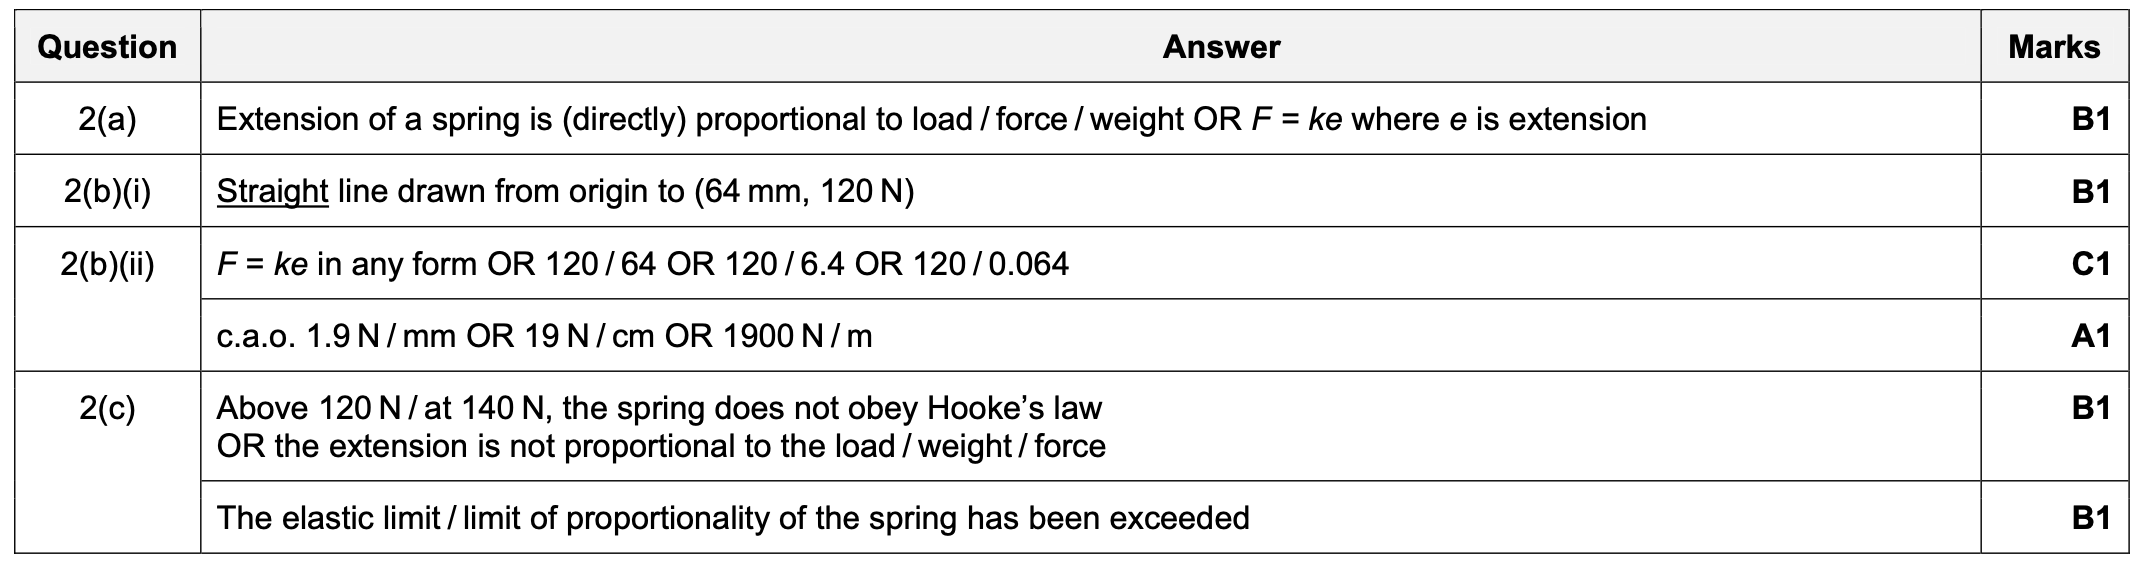 Question Answer Marks
2(a) Extension of a spring is (directly) proportional to load / force / weight OR F = ke where e is extension B1
2(b)(i) Straight line drawn from origin to (64 mm, 120 N) B1
2(b)(ii) F = ke in any form OR 120 / 64 OR 120 / 6.4 OR 120 / 0.064 C1
c.a.o. 1.9 N / mm OR 19 N / cm OR 1900 N / m A1
2(c) Above 120 N / at 140 N, the spring does not obey Hooke’s law B1
OR the extension is not proportional to the load / weight / force
The elastic limit / limit of proportionality of the spring has been exceeded B1